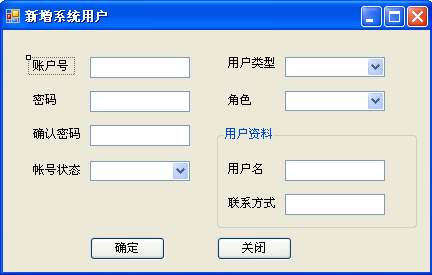 新增系统用户
账户号
密码
确认密码
帐号状态
用户类型
角色
用户资料
用户名
联系方式
确定
关闭